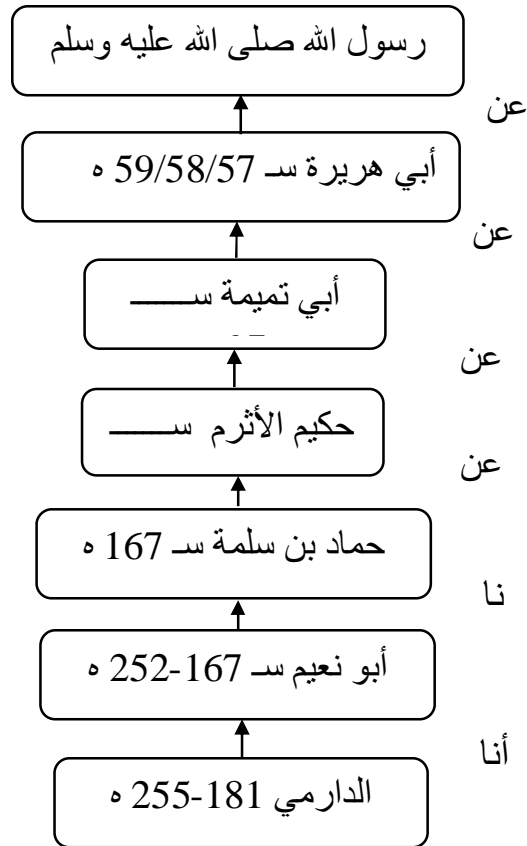 رسول الله صلى الله عليه وسلم
عن
أبي هريرة سـ 59/58/57 ه
عن
أبي تميمة ســـــــ
عن
حكيم الأثرم ســـــــ
عن
حماد بن سلمة سـ 167 ه
نا
أبو نعيم سـ 167-252 ه
أنا
الدارمي 181-255 ه